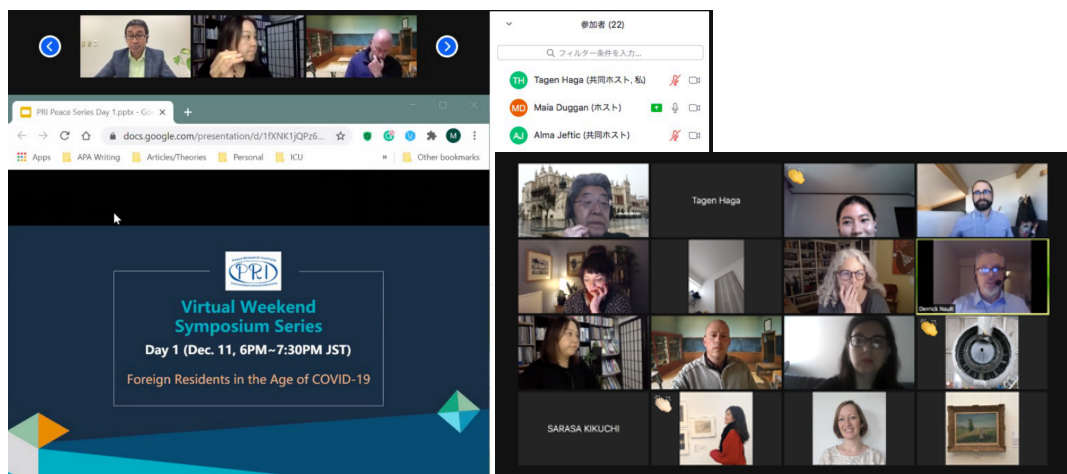 PRI Peace Series Day 1.pptx - Go
docs.google.com/presentation/d/1fXNK1jQPz6...
M
Apps
APA Writing
Articles/Theories
Personal
ICU
»
Other bookmarks
PRI
Virtual Weekend
Symposium Series
Day 1 (Dec. 11, 6PM~7:30PM JST)
Foreign Residents in the Age of COVID-19
参加者 (22)
フィルター条件を入力...
TH Tagen Haga (共同ホスト, 私)
MD Maia Duggan (ホスト)
AJ Alma Jeftic (共同ホスト)
Tagen Haga
Derrick Nault
SARASA KIKUCHI